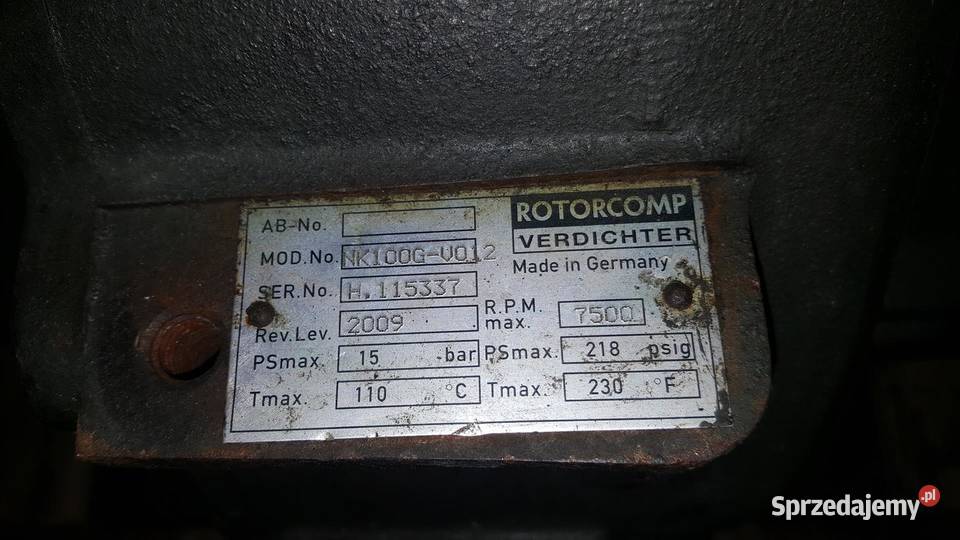 AB-No.
ROTORCOMP
VERDICHTER
MOD.No. NK100G-V012
Made in Germany
SER.No. H.115337
Rev.Lev. 2009
R.P.M. max. 7500
PSmax. 15 bar PSmax. 218 psig
Tmax. 110 °C Tmax. 230 °F
Sprzedajemy.pl